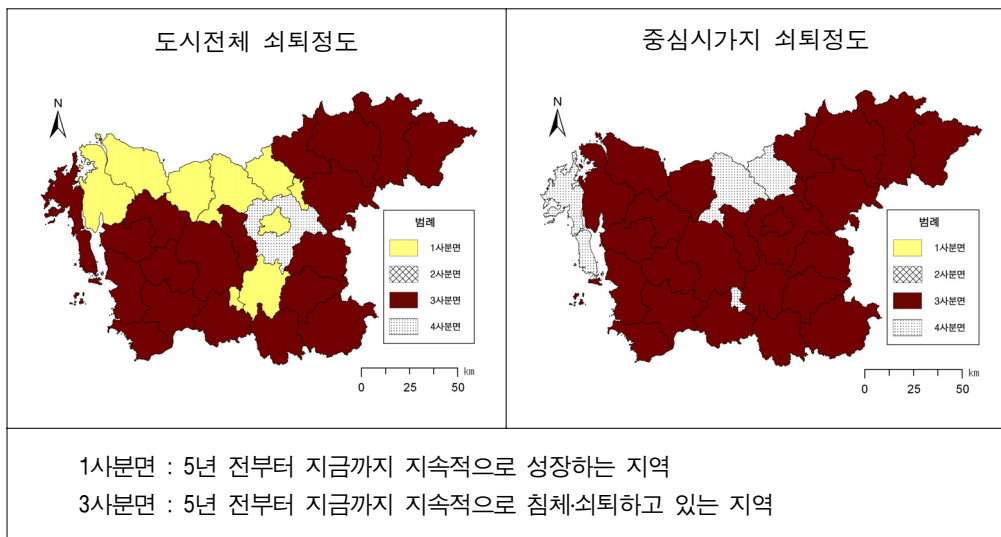 도시전체 쇠퇴정도
N
범례
1사분면
2사분면
3사분면
4사분면
km
0 25 50
중심시가지 쇠퇴정도
N
범례
1사분면
2사분면
3사분면
4사분면
km
0 25 50
1사분면 : 5년 전부터 지금까지 지속적으로 성장하는 지역
3사분면 : 5년 전부터 지금까지 지속적으로 침체·쇠퇴하고 있는 지역